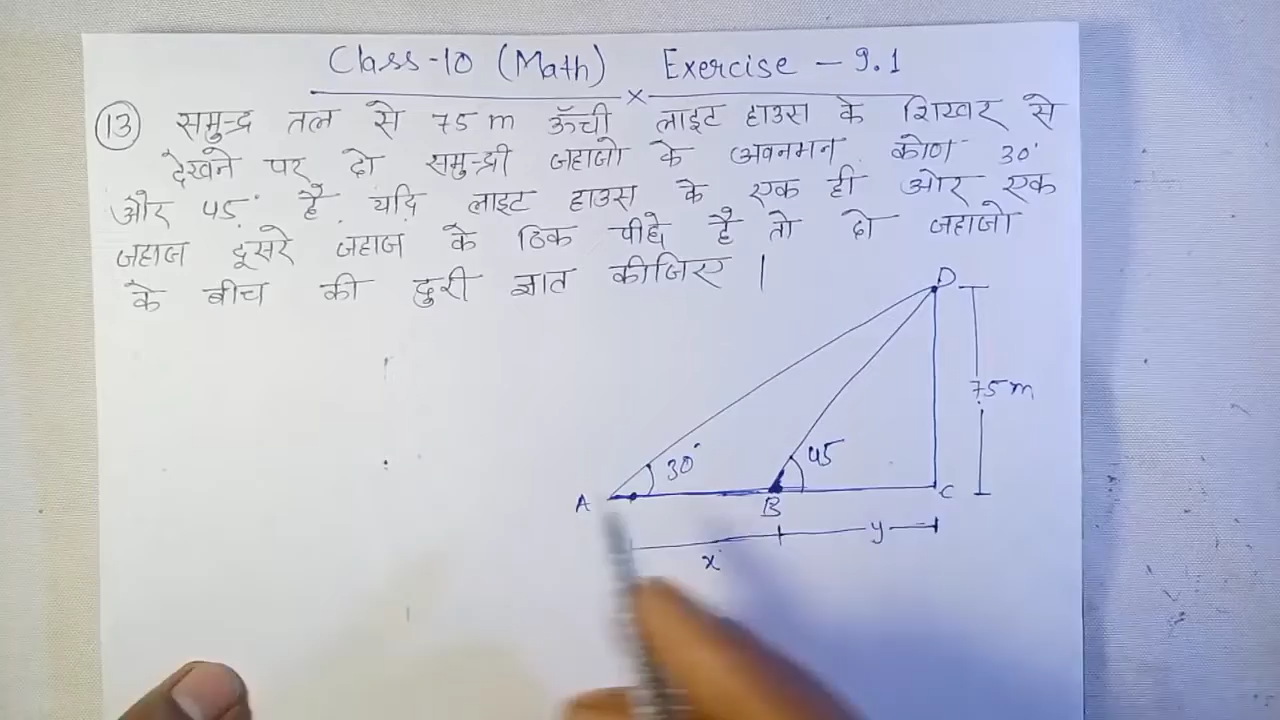 Class-10 (Math) Exercise - 9.1
×
(13) समुन्द्र तल से 75 m ऊँची लाइट हाउस के शिखर से
देखने पर दो समुन्द्री जहाजो के अवनमन कोण 30°
और 45° है यदि लाइट हाउस के एक ही ओर एक
जहाज दूसरे जहाज के ठिक पीछे है तो दो जहाजो
के बीच की दुरी ज्ञात कीजिए |
D
75 m
30°
45
A
B
C
x
y